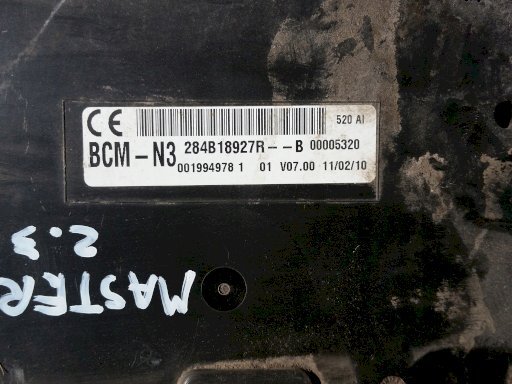 CE 520 AI
BCM-N3 284B18927R--B 00005320
001994978 1 01 V07.00 11/02/10
MASTER
2.3